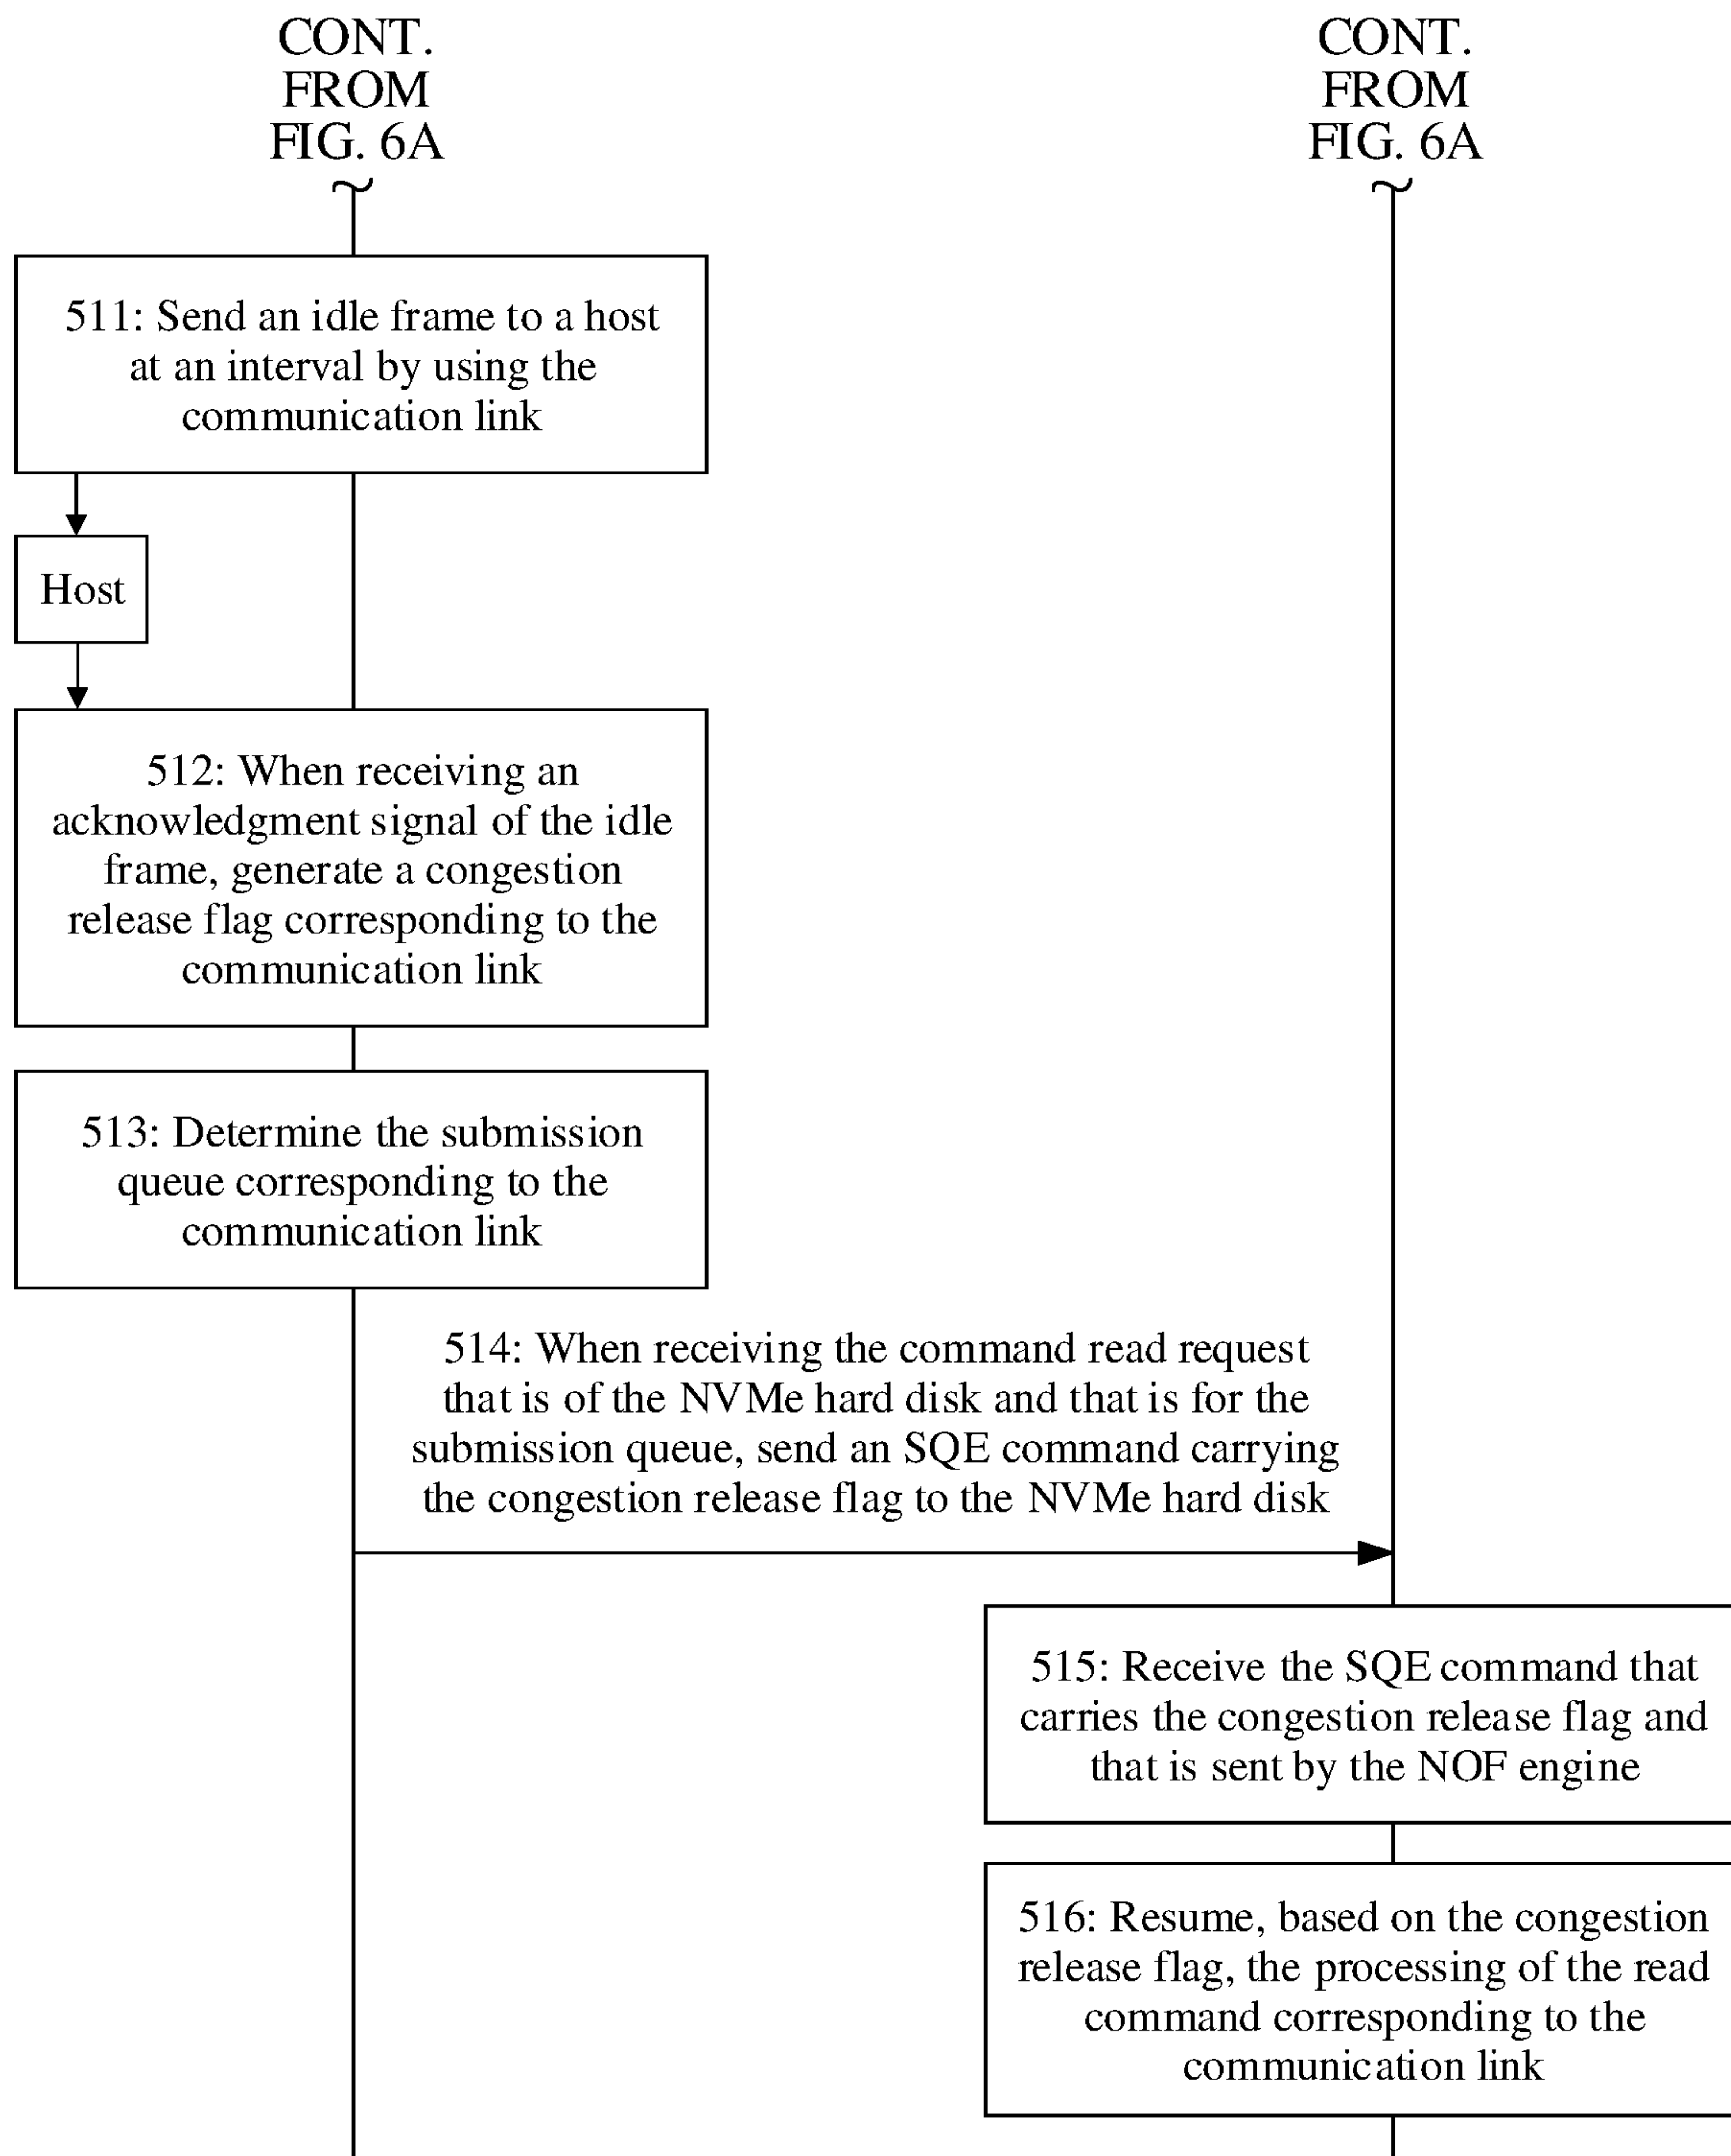 CONT.
FROM
FIG. 6A
CONT.
FROM
FIG. 6A
511: Send an idle frame to a host
at an interval by using the
communication link
Host
512: When receiving an
acknowledgment signal of the idle
frame, generate a congestion
release flag corresponding to the
communication link
513: Determine the submission
queue corresponding to the
communication link
514: When receiving the command read request
that is of the NVMe hard disk and that is for the
submission queue, send an SQE command carrying
the congestion release flag to the NVMe hard disk
515: Receive the SQE command that
carries the congestion release flag and
that is sent by the NOF engine
516: Resume, based on the congestion
release flag, the processing of the read
command corresponding to the
communication link